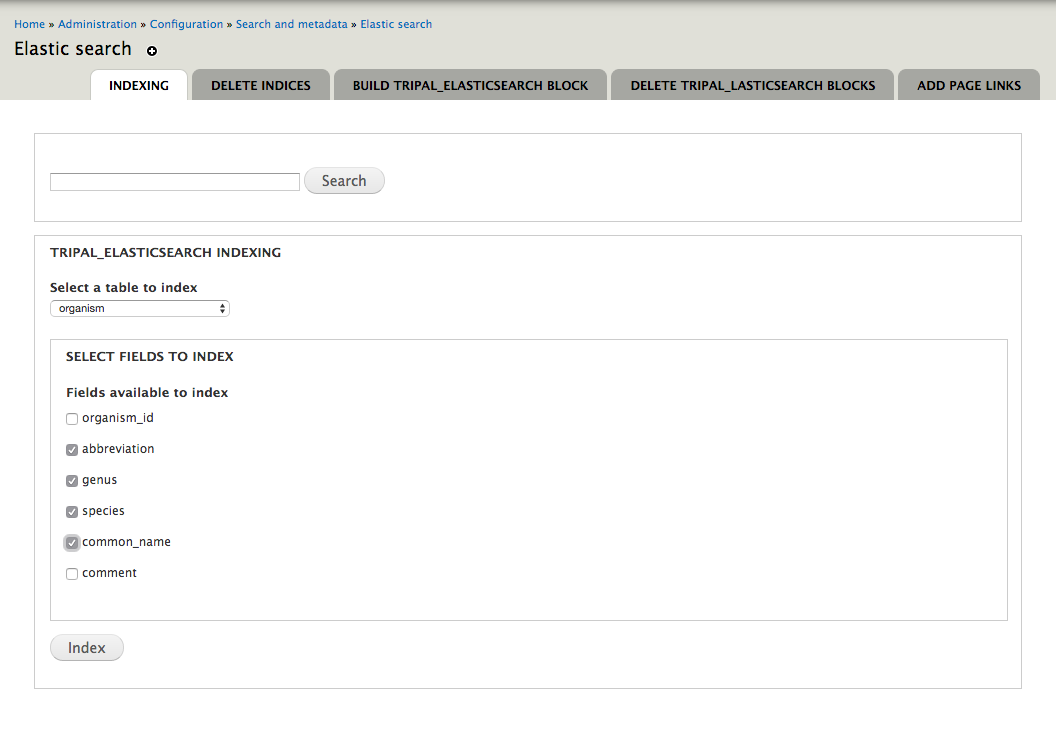 Home » Administration » Configuration » Search and metadata » Elastic search
Elastic search
INDEXING DELETE INDICES BUILD TRIPAL_ELASTICSEARCH BLOCK DELETE TRIPAL_LASTICSEARCH BLOCKS ADD PAGE LINKS
Search
TRIPAL_ELASTICSEARCH INDEXING
Select a table to index
organism
SELECT FIELDS TO INDEX
Fields available to index
organism_id
abbreviation
genus
species
common_name
comment
Index